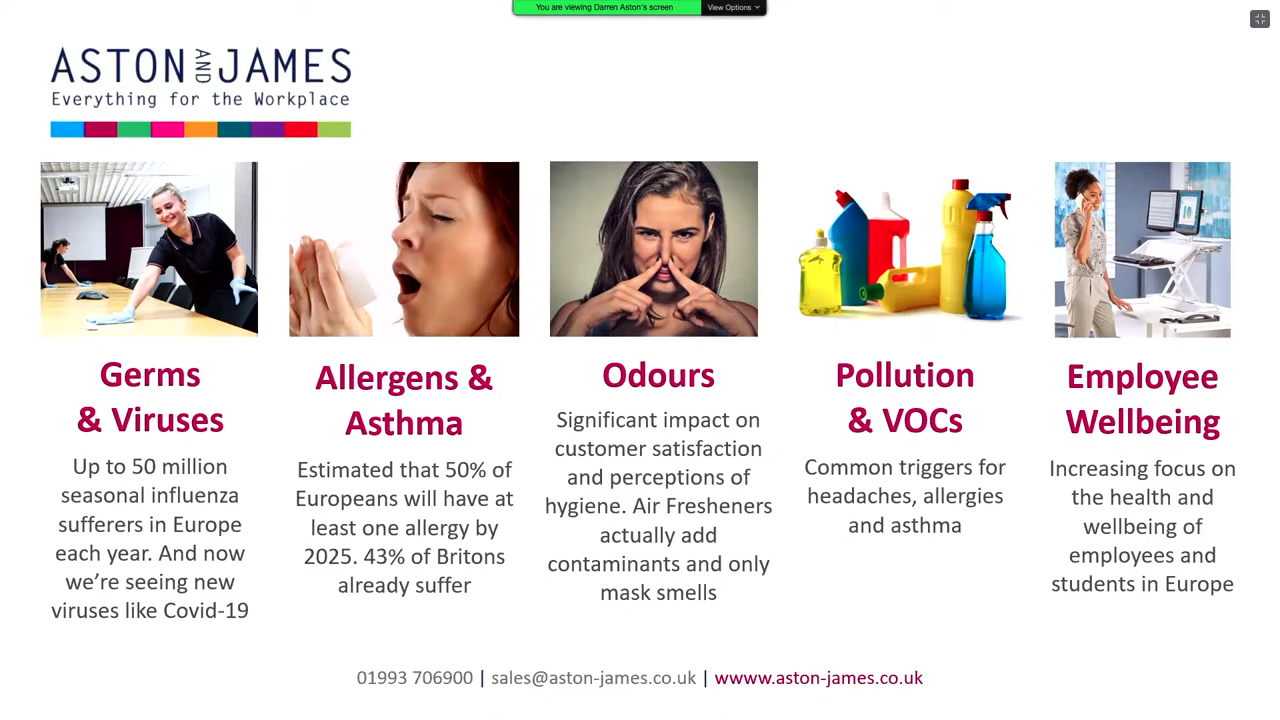 You are viewing Darren Aston's screen
View Options
ASTON AND JAMES
Everything for the Workplace
Germs
& Viruses
Up to 50 million
seasonal influenza
sufferers in Europe
each year. And now
we're seeing new
viruses like Covid-19
Allergens &
Asthma
Estimated that 50% of
Europeans will have at
least one allergy by
2025. 43% of Britons
already suffer
Odours
Significant impact on
customer satisfaction
and perceptions of
hygiene. Air Fresheners
actually add
contaminants and only
mask smells
Pollution
& VOCs
Common triggers for
headaches, allergies
and asthma
Employee
Wellbeing
Increasing focus on
the health and
wellbeing of
employees and
students in Europe
01993 706900 | sales@aston-james.co.uk | wwww.aston-james.co.uk